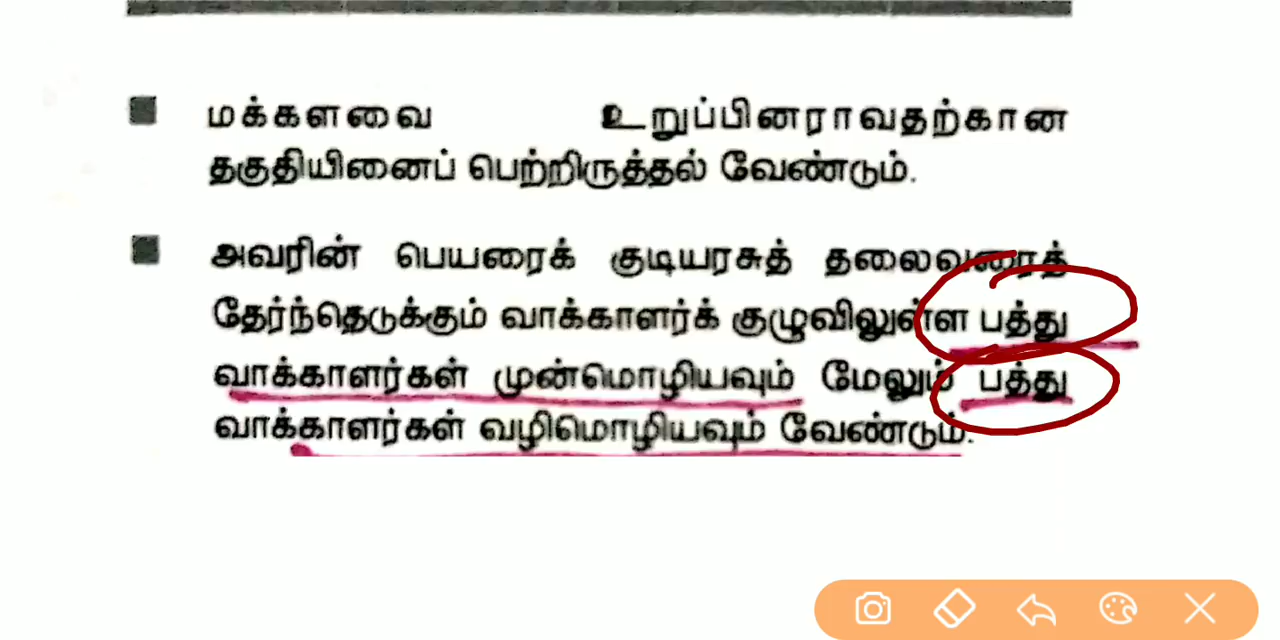 மக்களவை உறுப்பினராவதற்கான
தகுதியினைப் பெற்றிருத்தல் வேண்டும்.
அவரின் பெயரைக் குடியரசுத் தலைவரைத்
தேர்ந்தெடுக்கும் வாக்காளர்க் குழுவிலுள்ள பத்து
வாக்காளர்கள் முன்மொழியவும் மேலும் பத்து
வாக்காளர்கள் வழிமொழியவும் வேண்டும்.